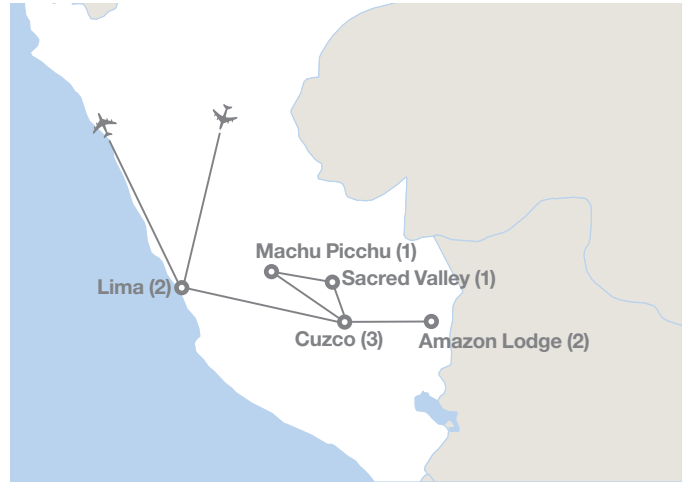 Machu Picchu (1)
Sacred Valley (1)
Lima (2)
Cuzco (3)
Amazon Lodge (2)